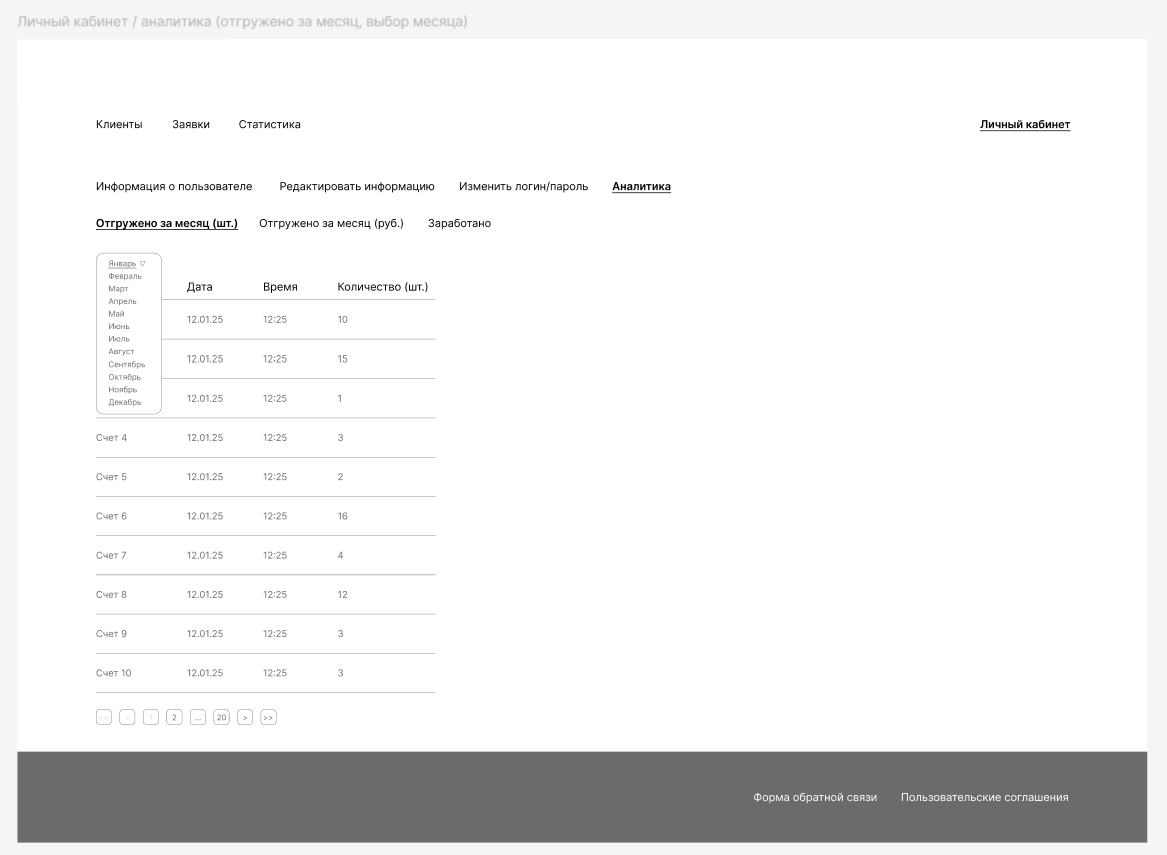 Личный кабинет / аналитика (отгружено за месяц, выбор месяца)
Клиенты Заявки Статистика Личный кабинет
Информация о пользователе Редактировать информацию Изменить логин/пароль Аналитика
Отгружено за месяц (шт.) Отгружено за месяц (руб.) Заработано
Январь ▽
Февраль
Март
Апрель
Май
Июнь
Июль
Август
Сентябрь
Октябрь
Ноябрь
Декабрь
Дата Время Количество (шт.)
12.01.25 12:25 10
12.01.25 12:25 15
12.01.25 12:25 1
Счет 4 12.01.25 12:25 3
Счет 5 12.01.25 12:25 2
Счет 6 12.01.25 12:25 16
Счет 7 12.01.25 12:25 4
Счет 8 12.01.25 12:25 12
Счет 9 12.01.25 12:25 3
Счет 10 12.01.25 12:25 3
<< < 1 2 ... 20 > >>
Форма обратной связи Пользовательские соглашения